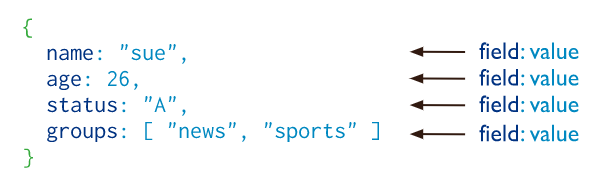 {
name: "sue", field: value
age: 26, field: value
status: "A", field: value
groups: [ "news", "sports" ] field: value
}